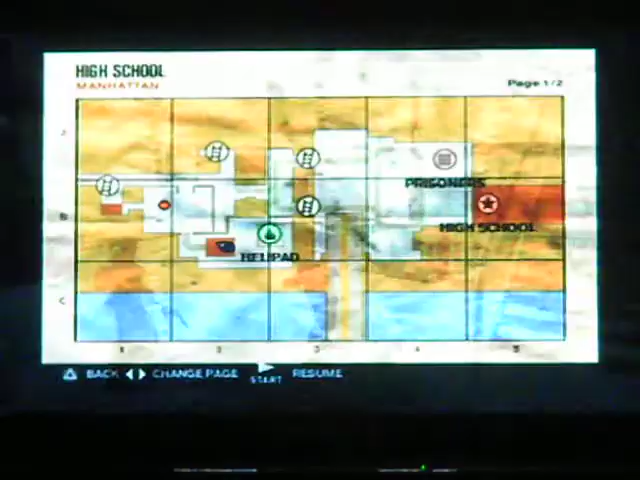 HIGH SCHOOL
MANHATTAN
Page 1/2
PRISONERS
B
HIGH SCHOOL
HELIPAD
C
1 2 3 4 5
BACK CHANGE PAGE START RESUME